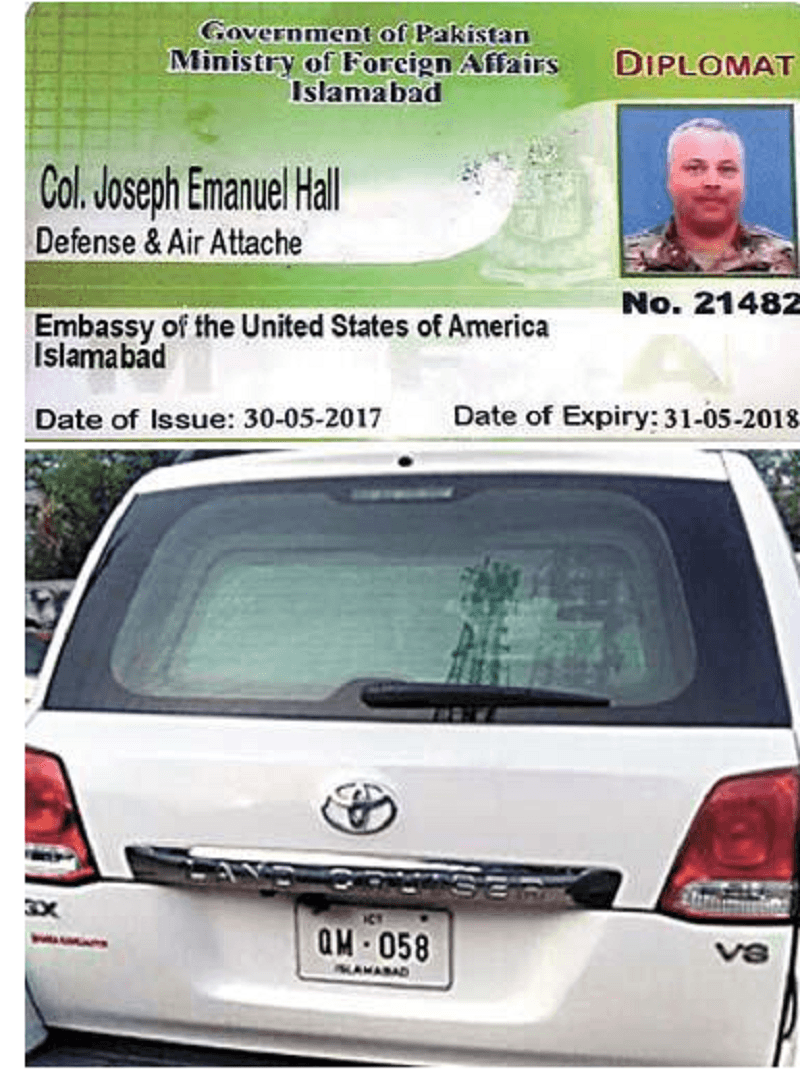 Government of Pakistan
Ministry of Foreign Affairs
Islamabad
DIPLOMAT
Col. Joseph Emanuel Hall
Defense & Air Attache
No. 21482
Embassy of the United States of America
Islamabad
Date of Issue: 30-05-2017
Date of Expiry: 31-05-2018
LAND CRUISER
GX
V8
ICT
QM - 058
ISLAMABAD